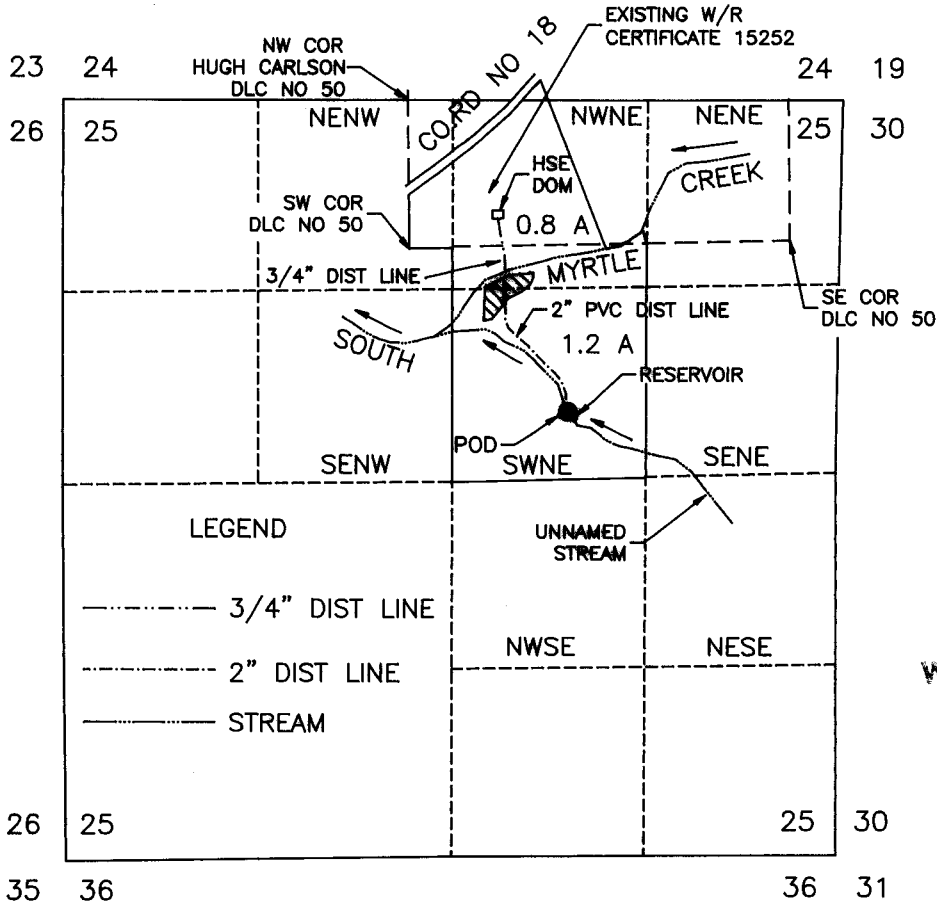 EXISTING W/R
CERTIFICATE 15252
NW COR
HUGH CARLSON
DLC NO 50
23 24
24 19
CO.RD NO 18
26 25
NENW
NWNE
NENE
25 30
HSE
DOM
CREEK
SW COR
DLC NO 50
0.8 A
3/4" DIST LINE
MYRTLE
SE COR
DLC NO 50
2" PVC DIST LINE
SOUTH
1.2 A
RESERVOIR
POD
SENW
SWNE
SENE
LEGEND
UNNAMED
STREAM
3/4" DIST LINE
NWSE
NESE
2" DIST LINE
STREAM
26 25
25 30
35 36
36 31